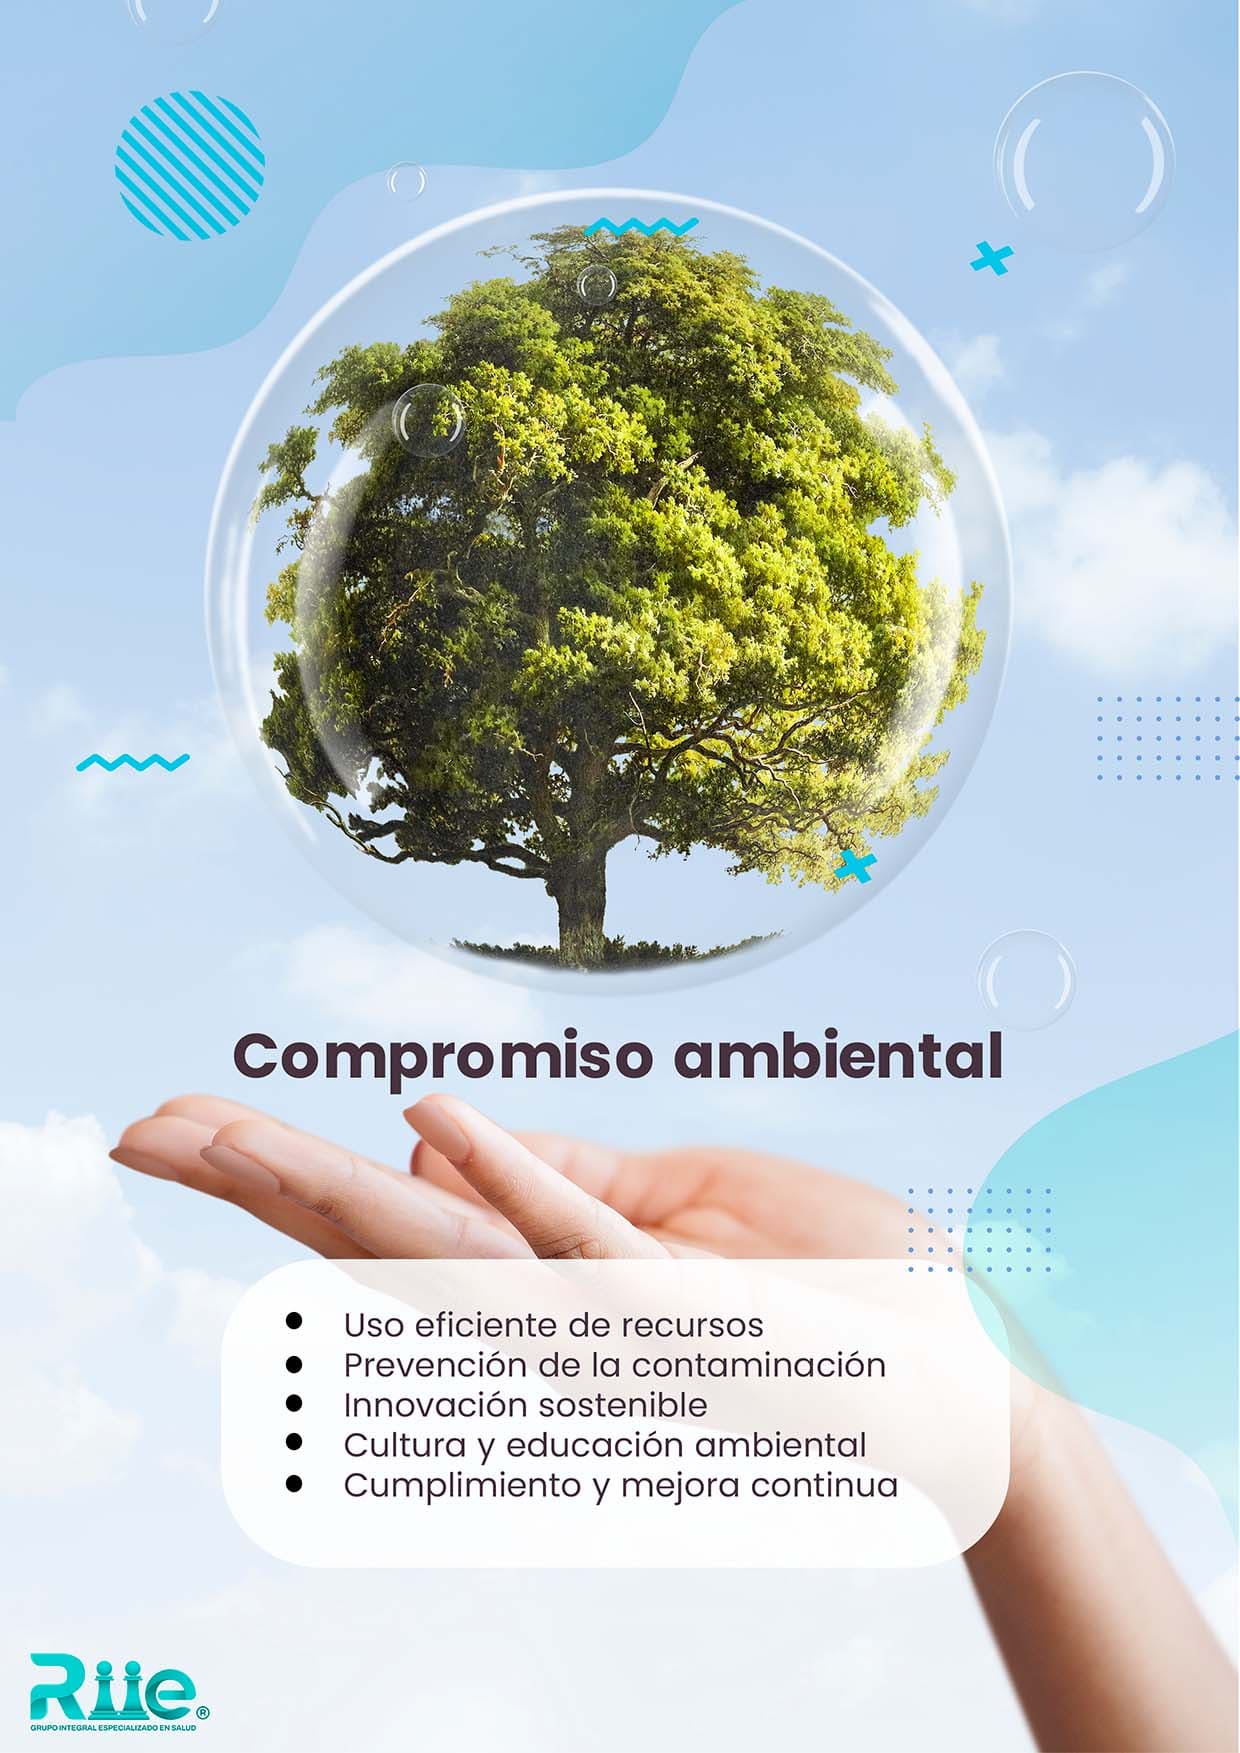 Compromiso ambiental
● Uso eficiente de recursos
● Prevención de la contaminación
● Innovación sostenible
● Cultura y educación ambiental
● Cumplimiento y mejora continua
Riie®
GRUPO INTEGRAL ESPECIALIZADO EN SALUD